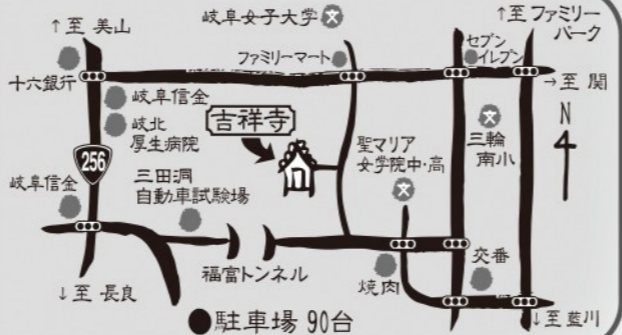 岐阜女子大学
文
↑至 美山
↑至 ファミリー
パーク
ファミリーマート
セブン
イレブン
十六銀行
→至 関
岐阜信金
岐北
厚生病院
吉祥寺
N
文
三輪
南小
聖マリア
女学院中・高
文
256
三田洞
自動車試験場
岐阜信金
福富トンネル
焼肉
交番
↓至 長良
↓至 藍川
●駐車場 90台